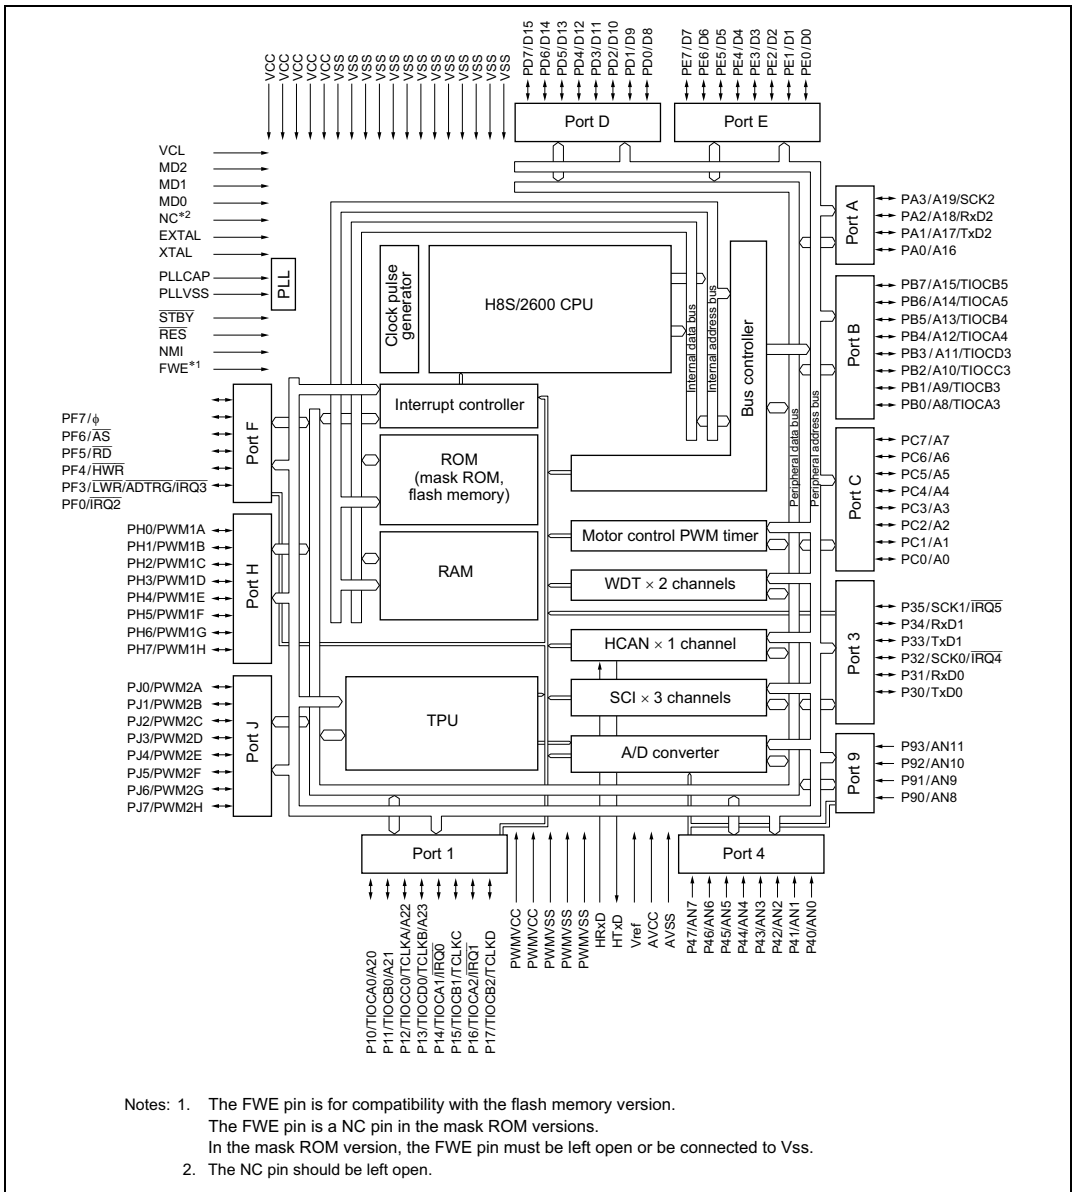 VCC
VCC
VCC
VCC
VCC
VSS
VSS
VSS
VSS
VSS
VSS
VSS
VSS
VSS
VSS
VSS
VSS
VSS
PD7/D15
PD6/D14
PD5/D13
PD4/D12
PD3/D11
PD2/D10
PD1/D9
PD0/D8
PE7/D7
PE6/D6
PE5/D5
PE4/D4
PE3/D3
PE2/D2
PE1/D1
PE0/D0
Port D
Port E
VCL
MD2
MD1
MD0
NC*2
EXTAL
XTAL
PLLCAP
PLLVSS
STBY
RES
NMI
FWE*1
PLL
Clock pulse
generator
H8S/2600 CPU
Internal data bus
Internal address bus
Bus controller
Peripheral data bus
Peripheral address bus
Port A
PA3/A19/SCK2
PA2/A18/RxD2
PA1/A17/TxD2
PA0/A16
Port B
PB7/A15/TIOCB5
PB6/A14/TIOCA5
PB5/A13/TIOCB4
PB4/A12/TIOCA4
PB3/A11/TIOCD3
PB2/A10/TIOCC3
PB1/A9/TIOCB3
PB0/A8/TIOCA3
PF7/ϕ
PF6/AS
PF5/RD
PF4/HWR
PF3/LWR/ADTRG/IRQ3
PF0/IRQ2
Port F
Interrupt controller
ROM
(mask ROM,
flash memory)
RAM
Port C
PC7/A7
PC6/A6
PC5/A5
PC4/A4
PC3/A3
PC2/A2
PC1/A1
PC0/A0
PH0/PWM1A
PH1/PWM1B
PH2/PWM1C
PH3/PWM1D
PH4/PWM1E
PH5/PWM1F
PH6/PWM1G
PH7/PWM1H
Port H
Motor control PWM timer
WDT × 2 channels
HCAN × 1 channel
SCI × 3 channels
A/D converter
Port 3
P35/SCK1/IRQ5
P34/RxD1
P33/TxD1
P32/SCK0/IRQ4
P31/RxD0
P30/TxD0
PJ0/PWM2A
PJ1/PWM2B
PJ2/PWM2C
PJ3/PWM2D
PJ4/PWM2E
PJ5/PWM2F
PJ6/PWM2G
PJ7/PWM2H
Port J
TPU
Port 9
P93/AN11
P92/AN10
P91/AN9
P90/AN8
Port 1
Port 4
P10/TIOCA0/A20
P11/TIOCB0/A21
P12/TIOCC0/TCLKA/A22
P13/TIOCD0/TCLKB/A23
P14/TIOCA1/IRQ0
P15/TIOCB1/TCLKC
P16/TIOCA2/IRQ1
P17/TIOCB2/TCLKD
PWMVCC
PWMVCC
PWMVSS
PWMVSS
PWMVSS
HRxD
HTxD
Vref
AVCC
AVSS
P47/AN7
P46/AN6
P45/AN5
P44/AN4
P43/AN3
P42/AN2
P41/AN1
P40/AN0
Notes: 1. The FWE pin is for compatibility with the flash memory version.
The FWE pin is a NC pin in the mask ROM versions.
In the mask ROM version, the FWE pin must be left open or be connected to Vss.
2. The NC pin should be left open.